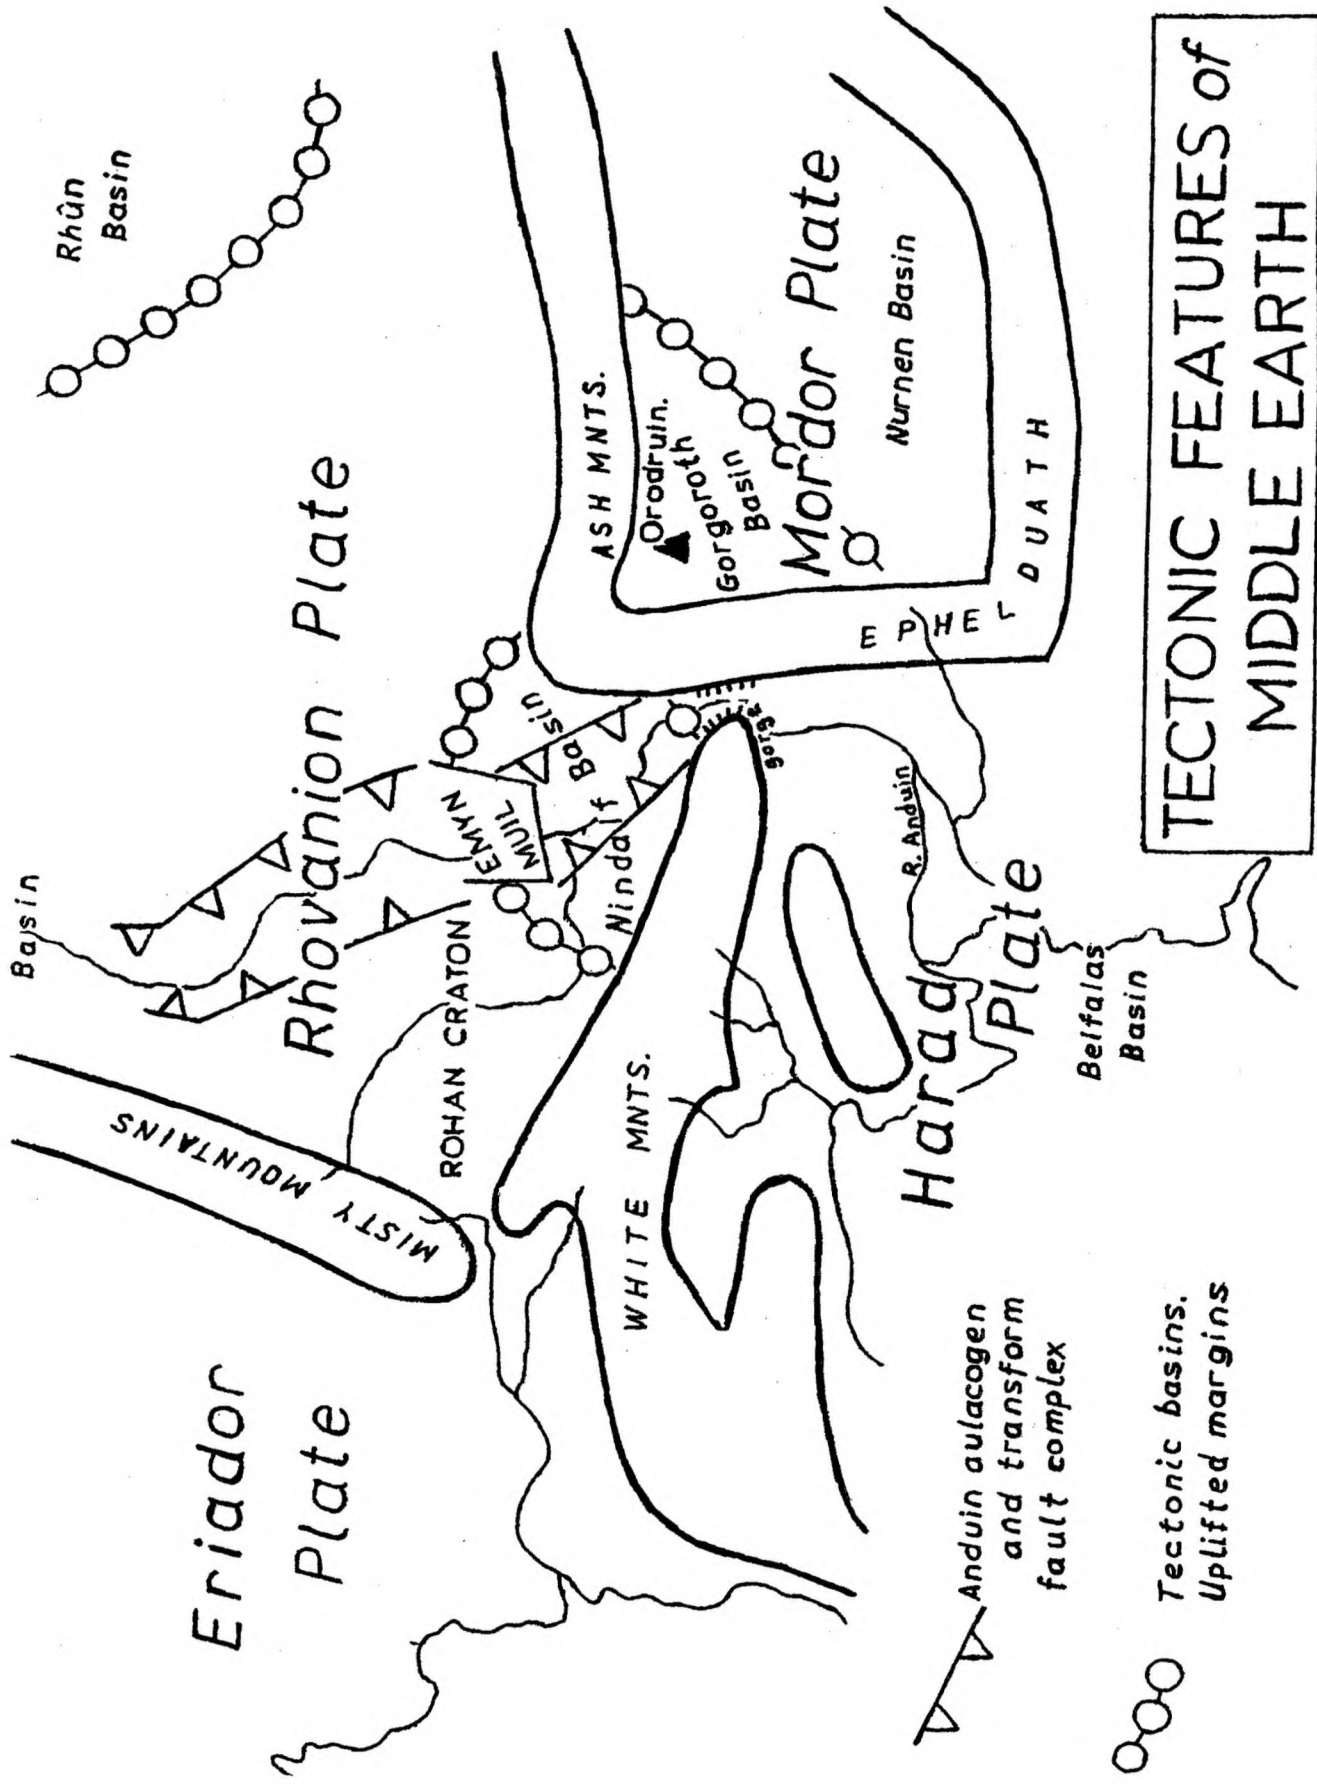 Eriador
Plate
MISTY MOUNTAINS
Basin
Rhovanion Plate
Rhûn
Basin
ROHAN CRATON
EMYN
MUIL
Nindalf Basin
WHITE MNTS.
ASH MNTS.
Orodruin.
Gorgoroth
Basin
Mordor Plate
Nurnen Basin
EPHEL
DUATH
gorge
R. Anduin
Harad
Plate
Belfalas
Basin
Anduin aulacogen
and transform
fault complex
Tectonic basins.
Uplifted margins
TECTONIC FEATURES of
MIDDLE EARTH